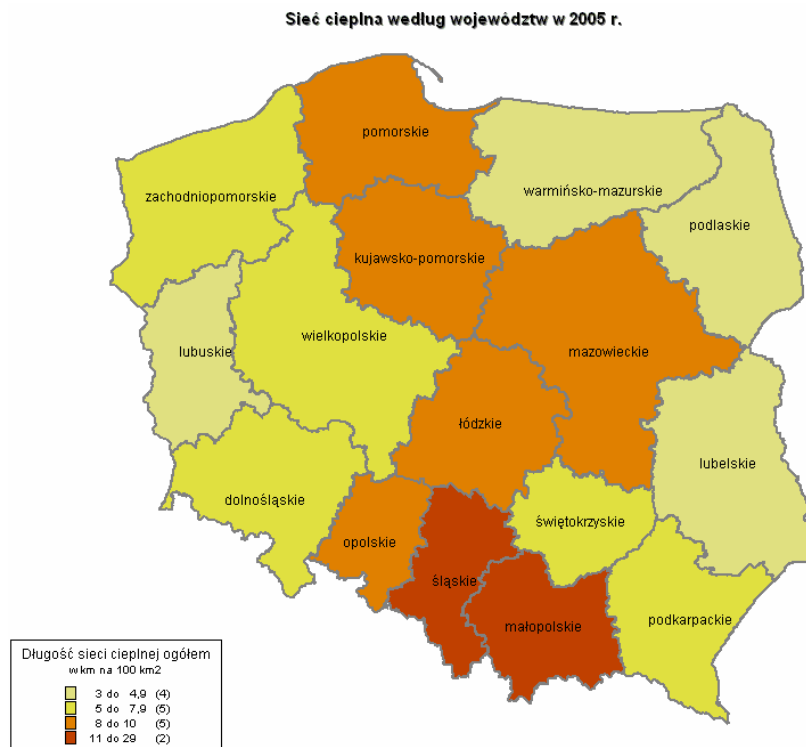 Sieć cieplna według województw w 2005 r.
pomorskie
warmińsko-mazurskie
zachodniopomorskie
podlaskie
kujawsko-pomorskie
wielkopolskie
lubuskie
mazowieckie
łódzkie
lubelskie
dolnośląskie
świętokrzyskie
opolskie
śląskie
małopolskie
podkarpackie
Długość sieci cieplnej ogółem
w km na 100 km2
3 do 4,9 (4)
5 do 7,9 (5)
8 do 10 (5)
11 do 29 (2)